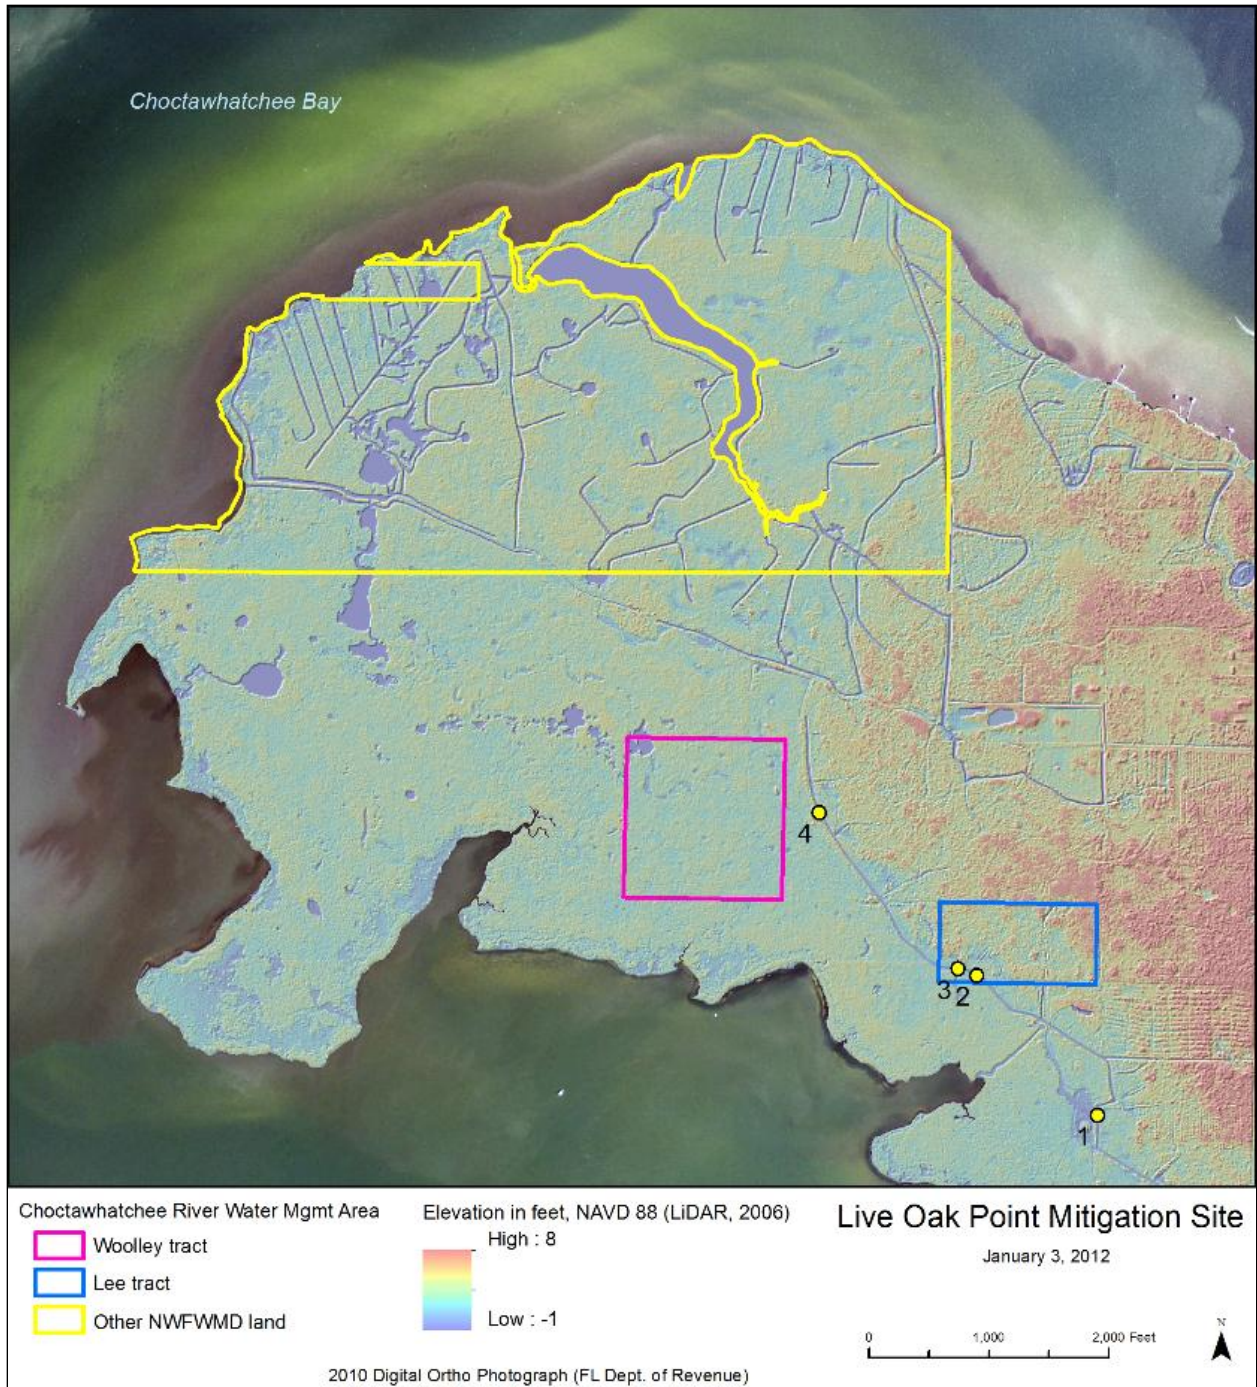 Choctawhatchee Bay
4
3 2
1
Choctawhatchee River Water Mgmt Area
Woolley tract
Lee tract
Other NWFWMD land
Elevation in feet, NAVD 88 (LiDAR, 2006)
High : 8
Low : -1
Live Oak Point Mitigation Site
January 3, 2012
0 1,000 2,000 Feet
N
2010 Digital Ortho Photograph (FL Dept. of Revenue)